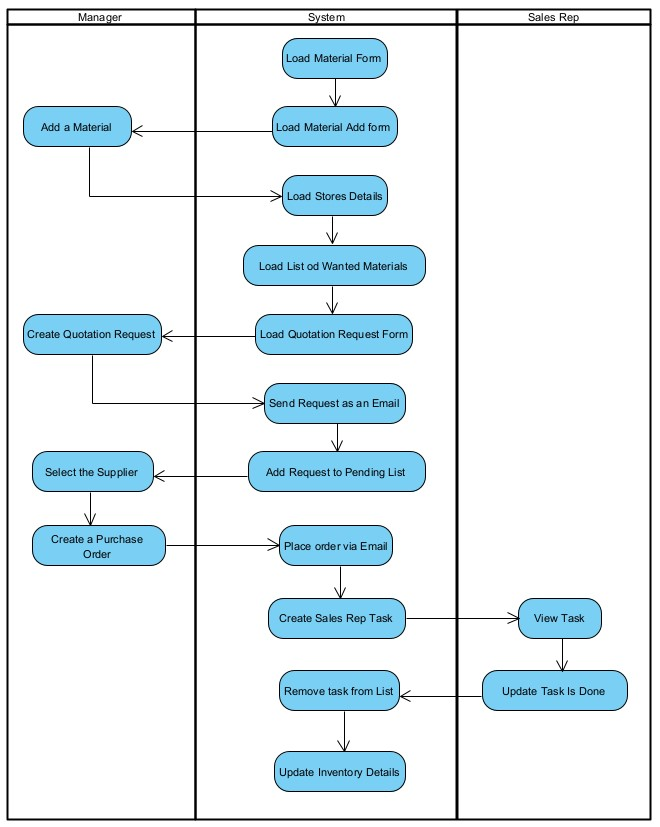 Manager
System
Sales Rep
Load Material Form
Add a Material
Load Material Add form
Load Stores Details
Load List od Wanted Materials
Create Quotation Request
Load Quotation Request Form
Send Request as an Email
Select the Supplier
Add Request to Pending List
Create a Purchase
Order
Place order via Email
Create Sales Rep Task
View Task
Remove task from List
Update Task Is Done
Update Inventory Details